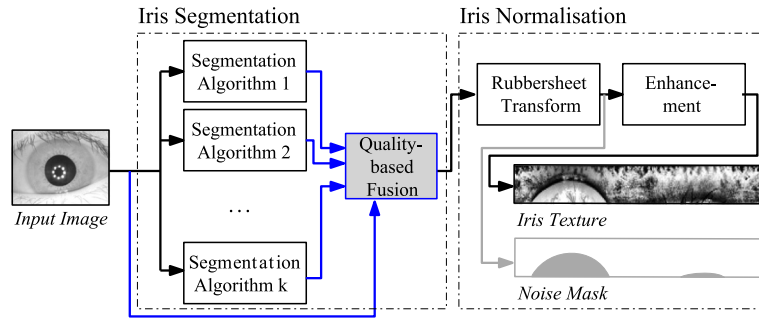 Iris Segmentation
Iris Normalisation
Segmentation
Algorithm 1
Segmentation
Algorithm 2
...
Segmentation
Algorithm k
Input Image
Quality-
based
Fusion
Rubbersheet
Transform
Enhance-
ment
Iris Texture
Noise Mask